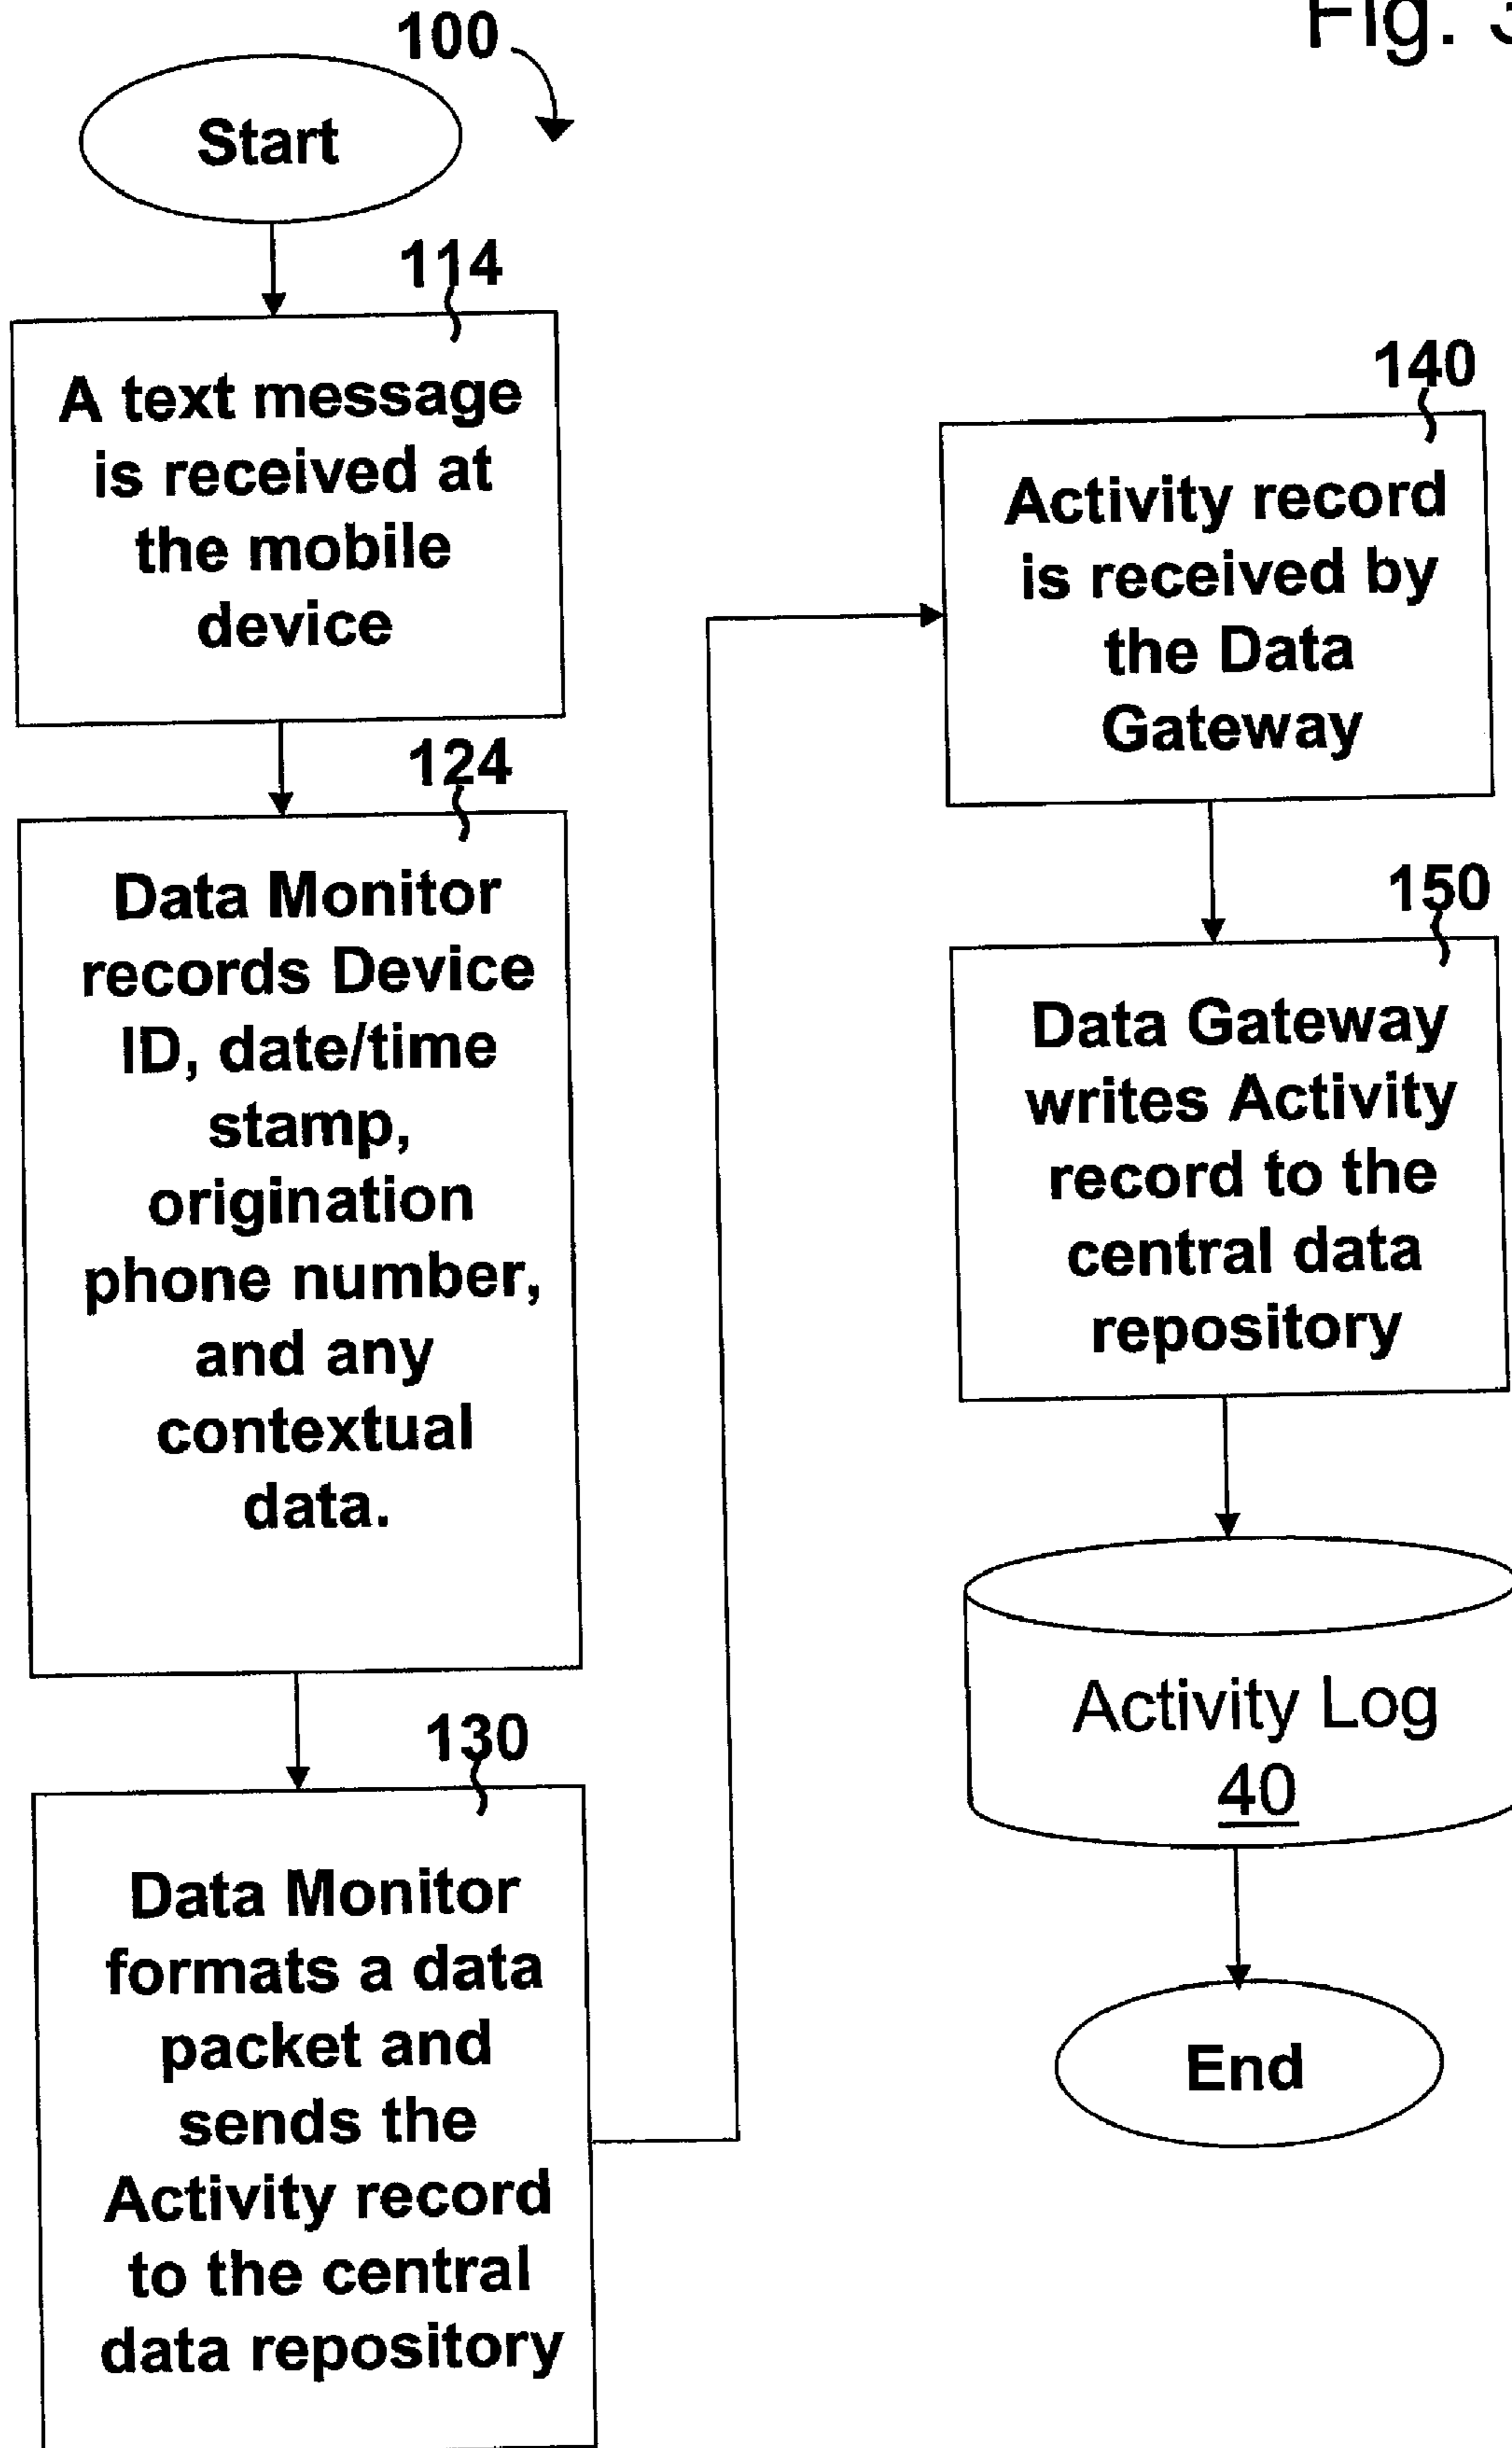 Fig. 3
100
Start
114
A text message
is received at
the mobile
device
124
Data Monitor
records Device
ID, date/time
stamp,
origination
phone number,
and any
contextual
data.
130
Data Monitor
formats a data
packet and
sends the
Activity record
to the central
data repository
140
Activity record
is received by
the Data
Gateway
150
Data Gateway
writes Activity
record to the
central data
repository
Activity Log
40
End